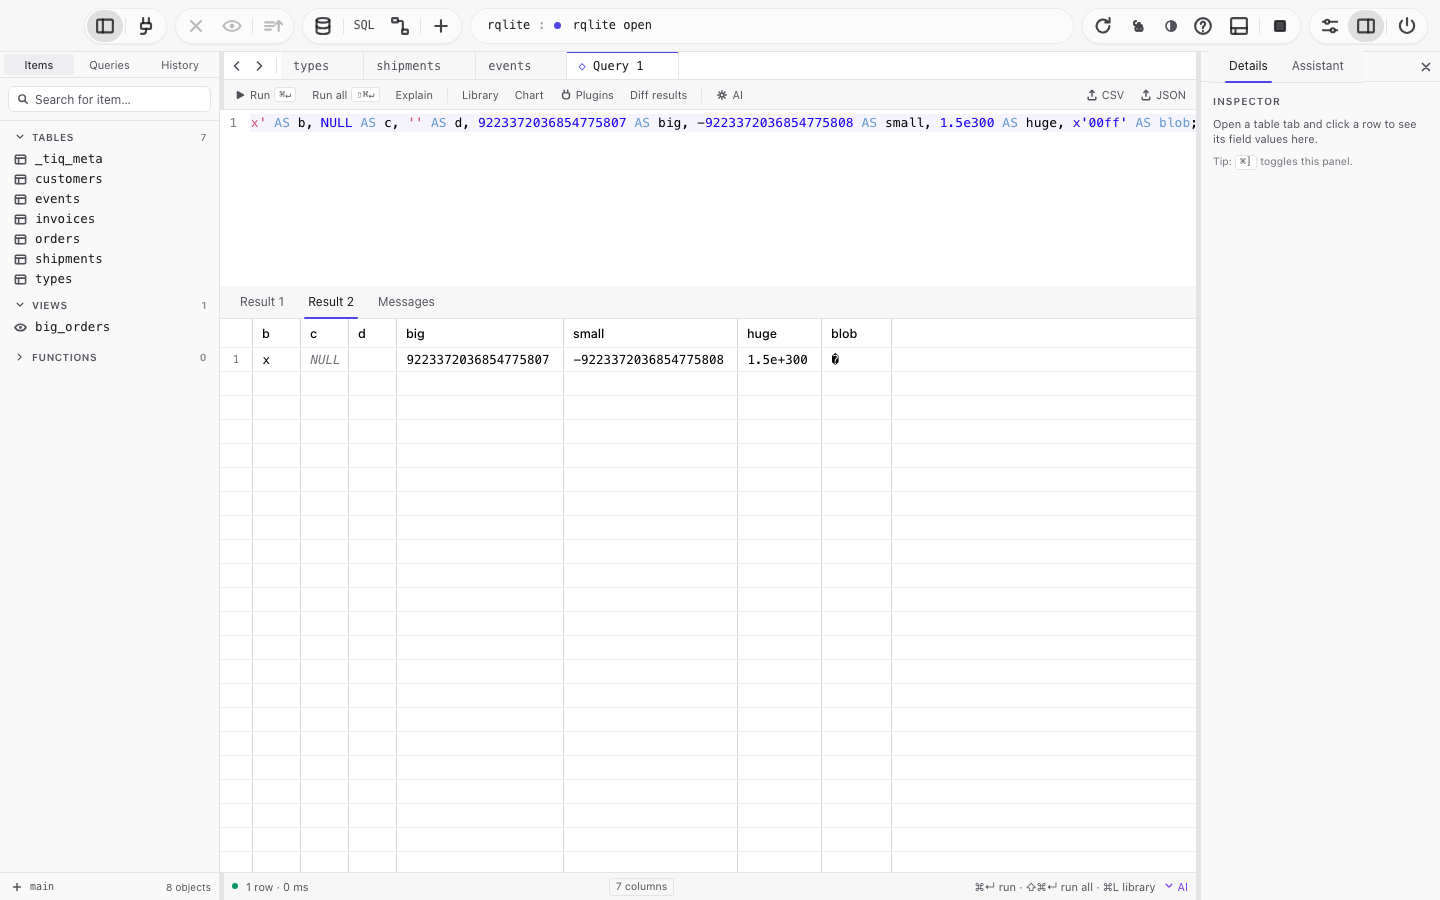 SQL
rqlite : rqlite open
Items Queries History
Search for item...
TABLES 7
_tiq_meta
customers
events
invoices
orders
shipments
types
VIEWS 1
big_orders
FUNCTIONS 0
main 8 objects
types shipments events Query 1
Run ⌘↵ Run all ⇧⌘↵ Explain Library Chart Plugins Diff results AI CSV JSON
1 x' AS b, NULL AS c, '' AS d, 9223372036854775807 AS big, -9223372036854775808 AS small, 1.5e300 AS huge, x'00ff' AS blob;
Result 1 Result 2 Messages
b c d big small huge blob
1 x NULL 9223372036854775807 -9223372036854775808 1.5e+300 �
1 row · 0 ms 7 columns ⌘↵ run · ⇧⌘↵ run all · ⌘L library AI
Details Assistant
INSPECTOR
Open a table tab and click a row to see
its field values here.
Tip: ⌘] toggles this panel.